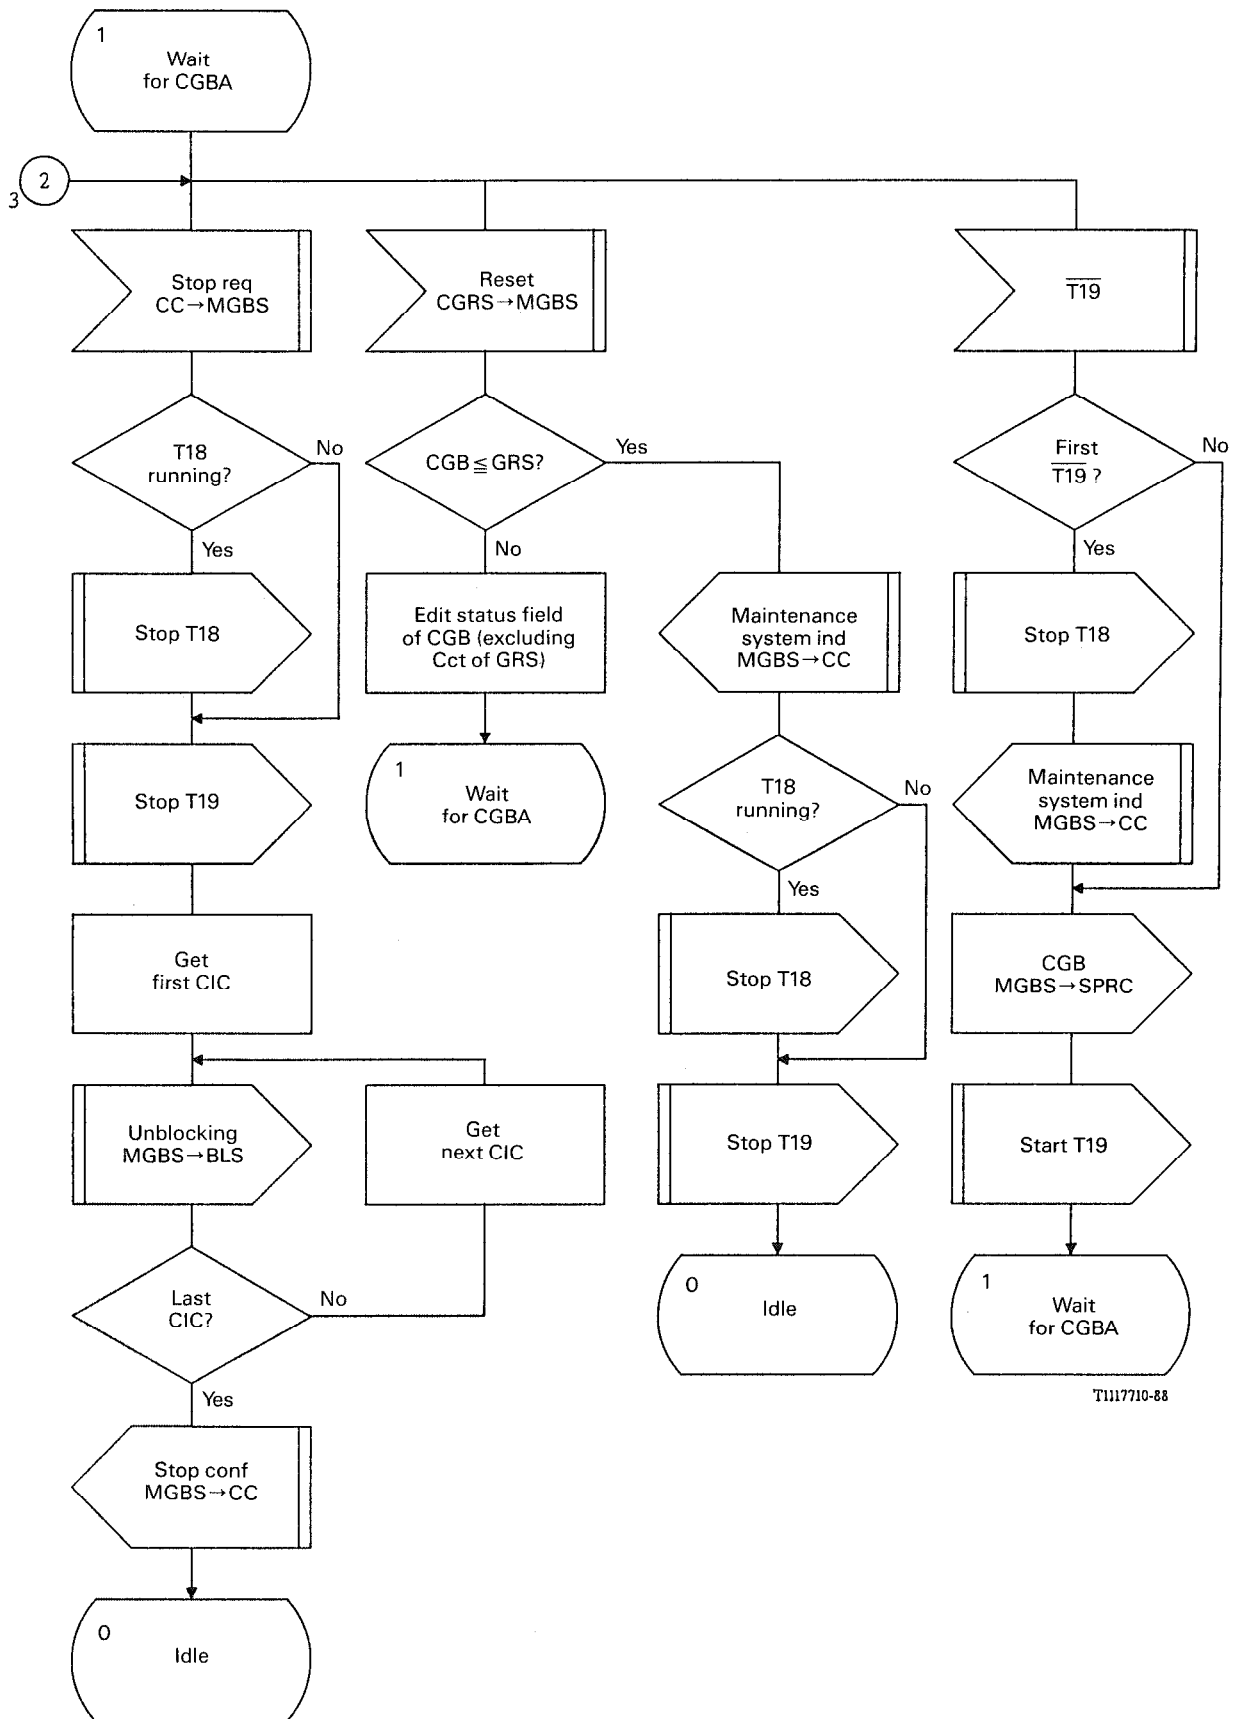 1
Wait
for CGBA
2
3
Stop req
CC→MGBS
Reset
CGRS→MGBS
T19
T18
running?
No
Yes
CGB ≦ GRS?
Yes
No
First
T19 ?
No
Yes
Stop T18
Edit status field
of CGB (excluding
Cct of GRS)
Maintenance
system ind
MGBS→CC
Stop T18
Stop T19
1
Wait
for CGBA
T18
running?
No
Yes
Maintenance
system ind
MGBS→CC
Get
first CIC
Stop T18
CGB
MGBS→SPRC
Unblocking
MGBS→BLS
Get
next CIC
Stop T19
Start T19
Last
CIC?
No
Yes
0
Idle
1
Wait
for CGBA
T1117710-88
Stop conf
MGBS→CC
0
Idle